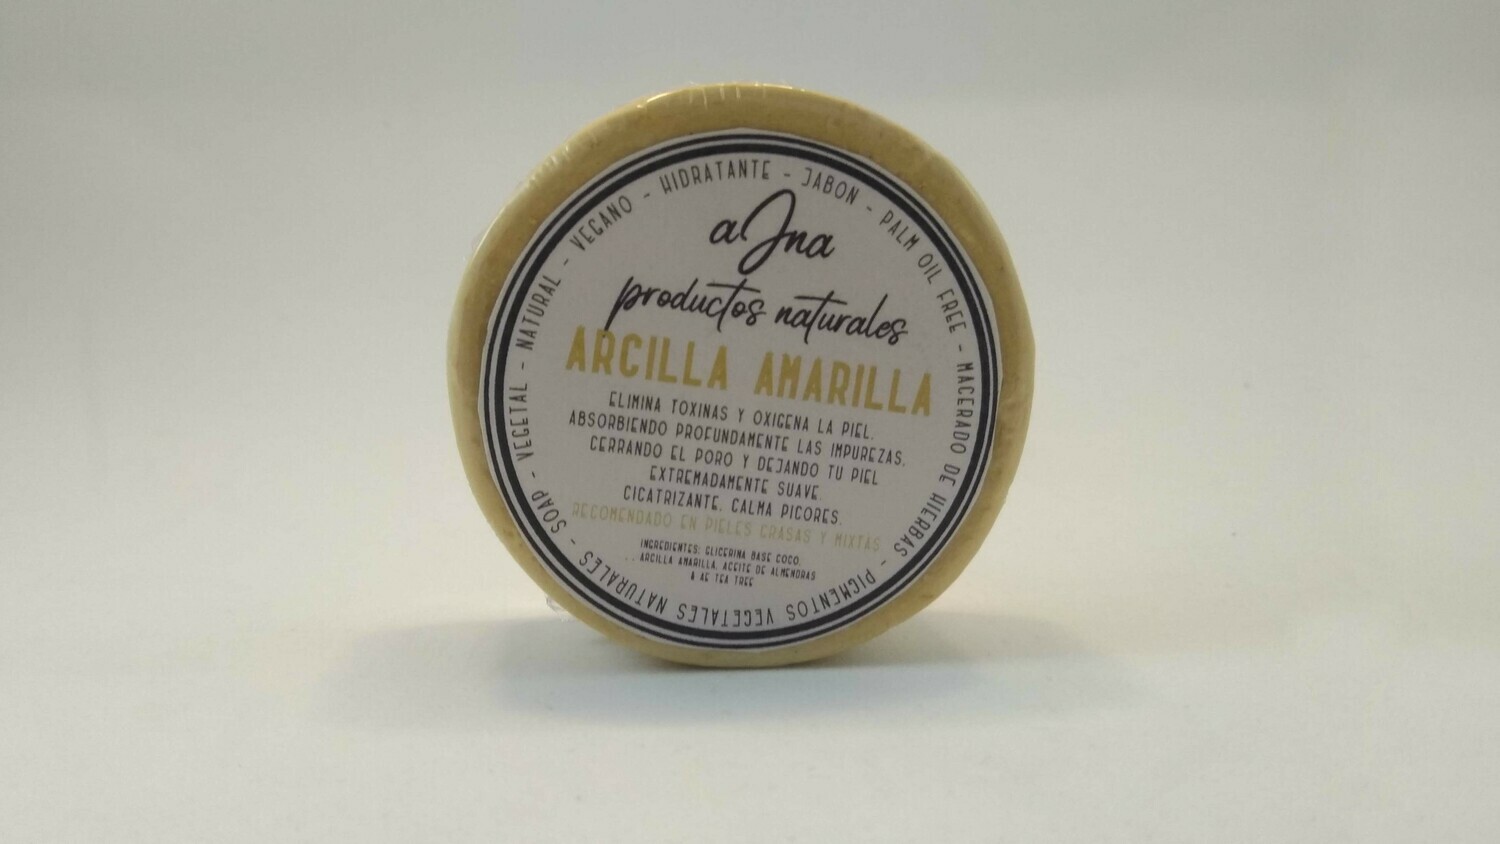 aJna
productos naturales
ARCILLA AMARILLA
ELIMINA TOXINAS Y OXIGENA LA PIEL.
ABSORBIENDO PROFUNDAMENTE LAS IMPUREZAS,
CERRANDO EL PORO Y DEJANDO TU PIEL
EXTREMADAMENTE SUAVE.
CICATRIZANTE. CALMA PICORES.
RECOMENDADO EN PIELES GRASAS Y MIXTAS
INGREDIENTES: GLICERINA BASE COCO,
ARCILLA AMARILLA, ACEITE DE ALMENDRAS
& AE TEA TREE
SOAP - VEGETAL - NATURAL - VEGANO - HIDRATANTE - JABON - PALM OIL FREE - MACERADO DE HIERBAS - PIGMENTOS VEGETALES NATURALES -